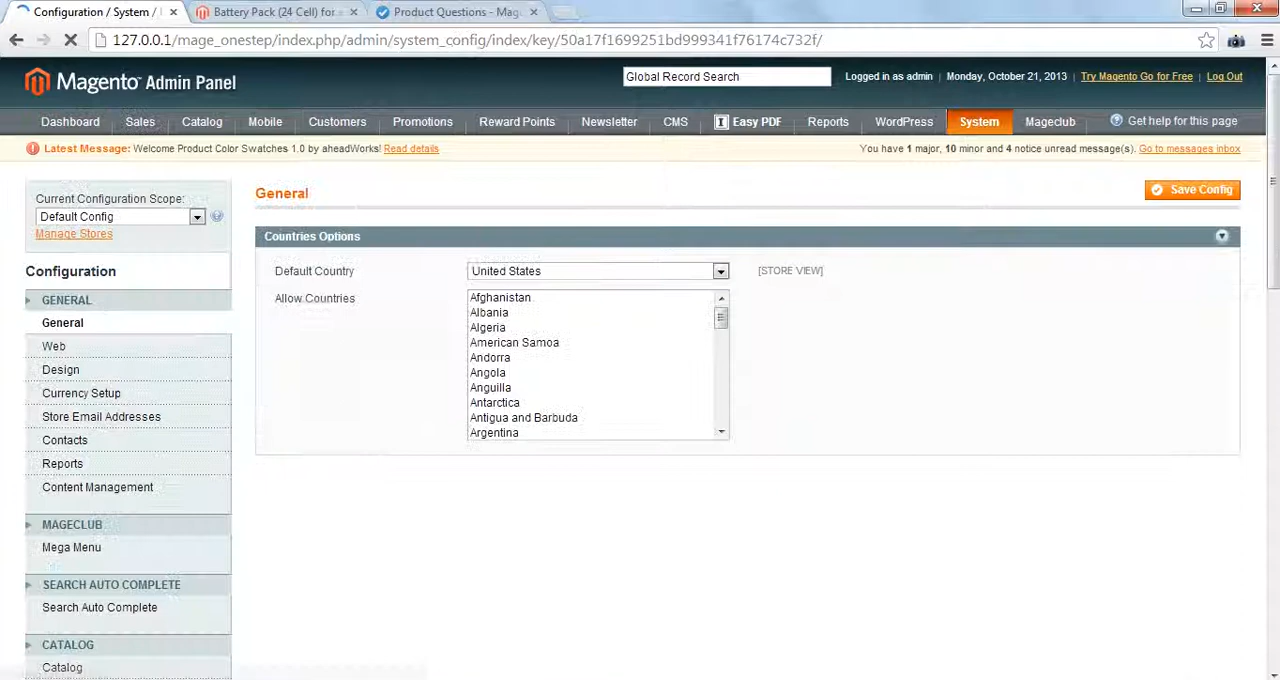 Configuration / System /
Battery Pack (24 Cell) for
Product Questions - Mag
127.0.0.1/mage_onestep/index.php/admin/system_config/index/key/50a17f1699251bd999341f76174c732f/
Magento Admin Panel
Global Record Search
Logged in as admin | Monday, October 21, 2013 | Try Magento Go for Free | Log Out
Dashboard Sales Catalog Mobile Customers Promotions Reward Points Newsletter CMS Easy PDF Reports WordPress System Mageclub Get help for this page
Latest Message: Welcome Product Color Swatches 1.0 by aheadWorks! Read details
You have 1 major, 10 minor and 4 notice unread message(s). Go to messages inbox
Current Configuration Scope:
Default Config
Manage Stores
Configuration
GENERAL
General
Web
Design
Currency Setup
Store Email Addresses
Contacts
Reports
Content Management
MAGECLUB
Mega Menu
SEARCH AUTO COMPLETE
Search Auto Complete
CATALOG
Catalog
General
Save Config
Countries Options
Default Country
United States
[STORE VIEW]
Allow Countries
Afghanistan
Albania
Algeria
American Samoa
Andorra
Angola
Anguilla
Antarctica
Antigua and Barbuda
Argentina